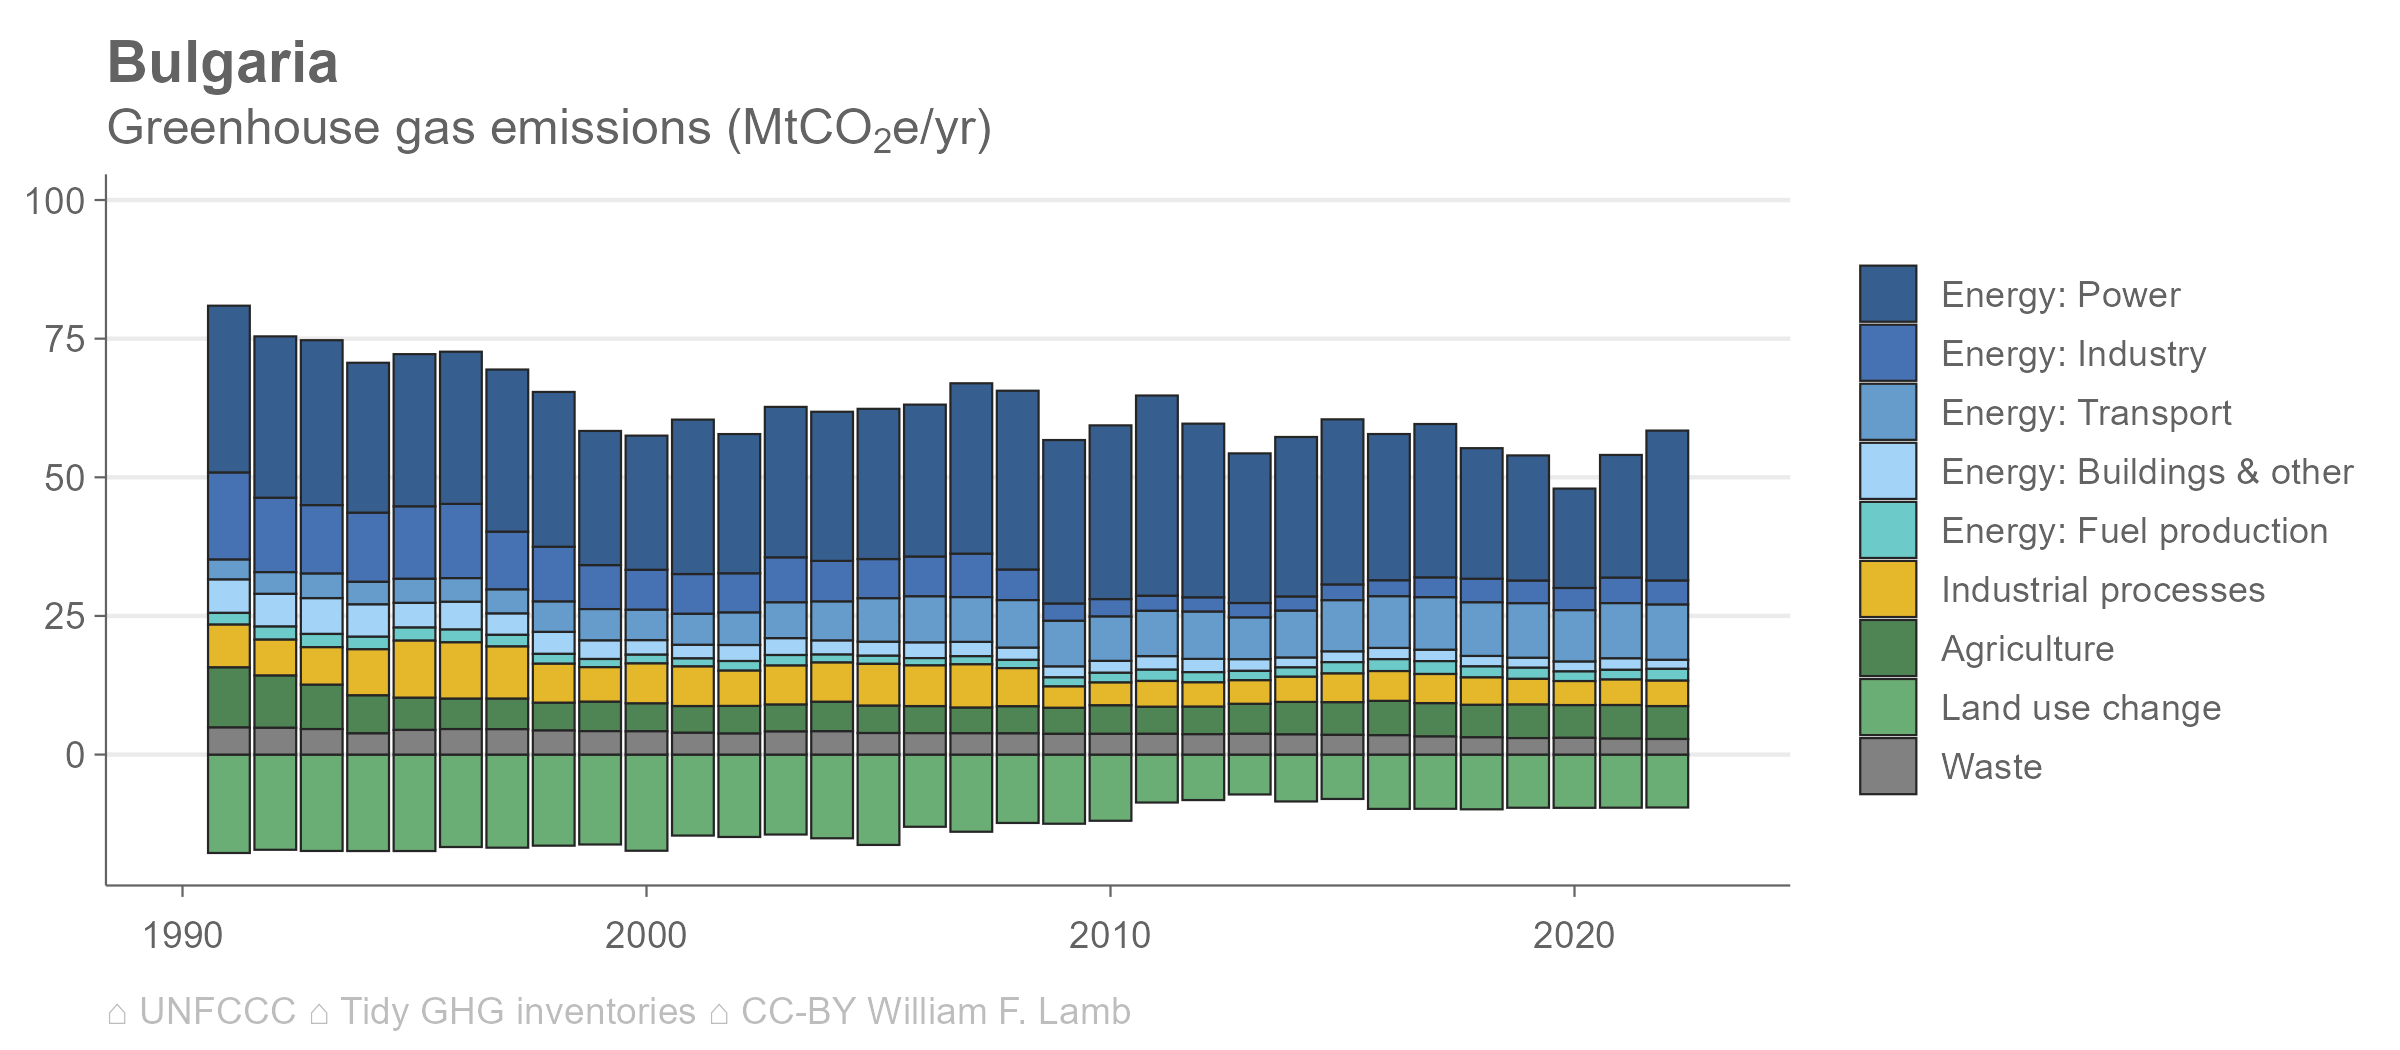 Bulgaria
Greenhouse gas emissions (MtCO₂e/yr)
100
75
50
25
0
1990 2000 2010 2020
Energy: Power
Energy: Industry
Energy: Transport
Energy: Buildings & other
Energy: Fuel production
Industrial processes
Agriculture
Land use change
Waste
⌂ UNFCCC ⌂ Tidy GHG inventories ⌂ CC-BY William F. Lamb